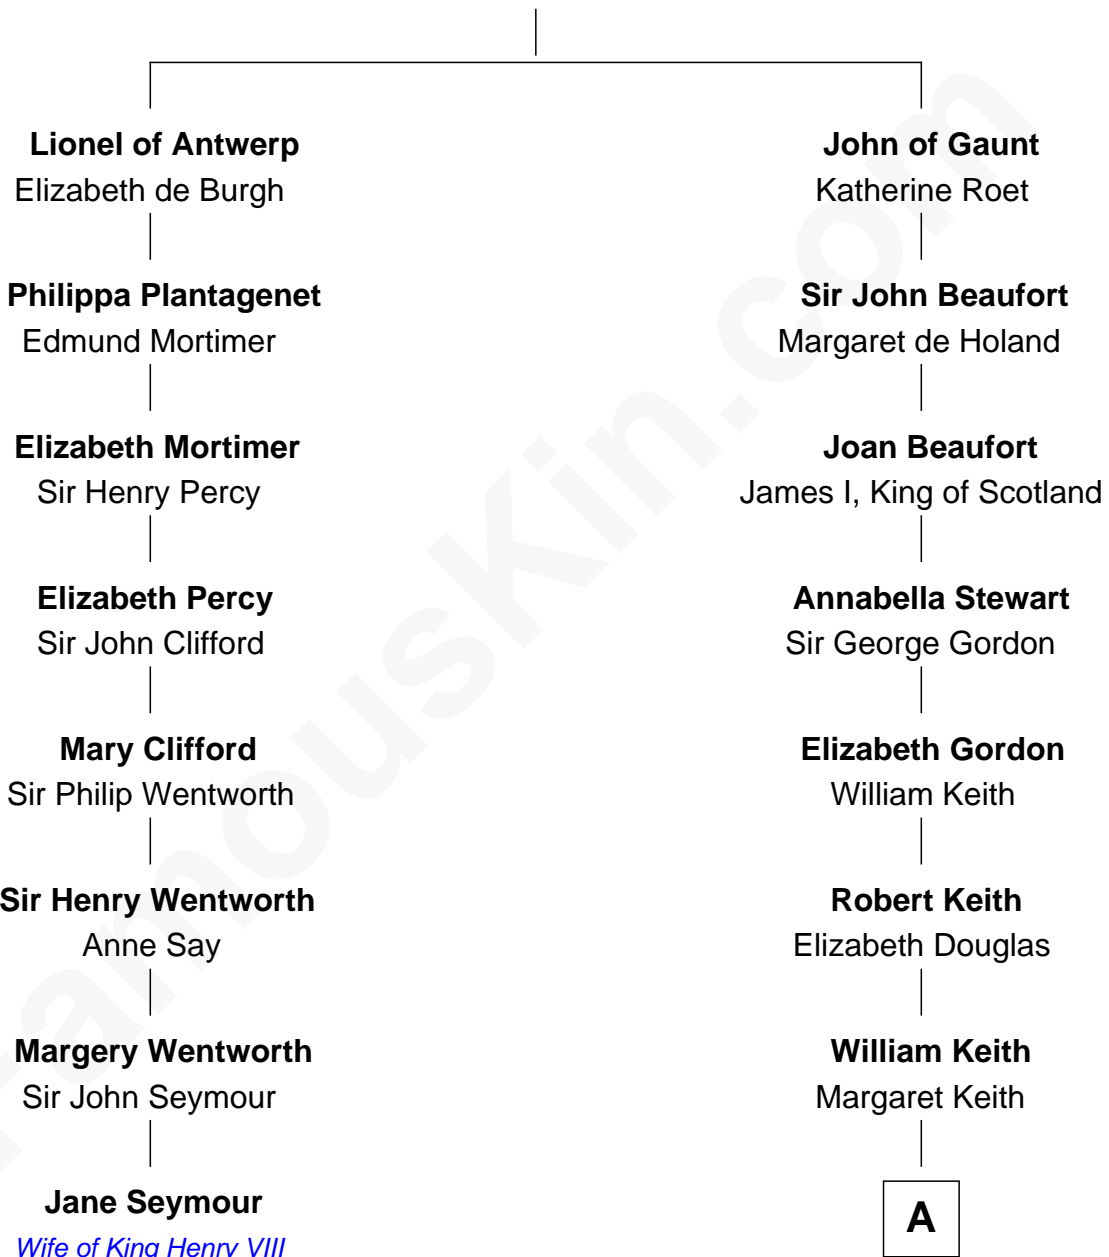 Lionel of Antwerp
Elizabeth de Burgh
Philippa Plantagenet
Edmund Mortimer
Elizabeth Mortimer
Sir Henry Percy
Elizabeth Percy
Sir John Clifford
Mary Clifford
Sir Philip Wentworth
Sir Henry Wentworth
Anne Say
Margery Wentworth
Sir John Seymour
Jane Seymour
Wife of King Henry VIII
John of Gaunt
Katherine Roet
Sir John Beaufort
Margaret de Holand
Joan Beaufort
James I, King of Scotland
Annabella Stewart
Sir George Gordon
Elizabeth Gordon
William Keith
Robert Keith
Elizabeth Douglas
William Keith
Margaret Keith
A
FamousKin.com